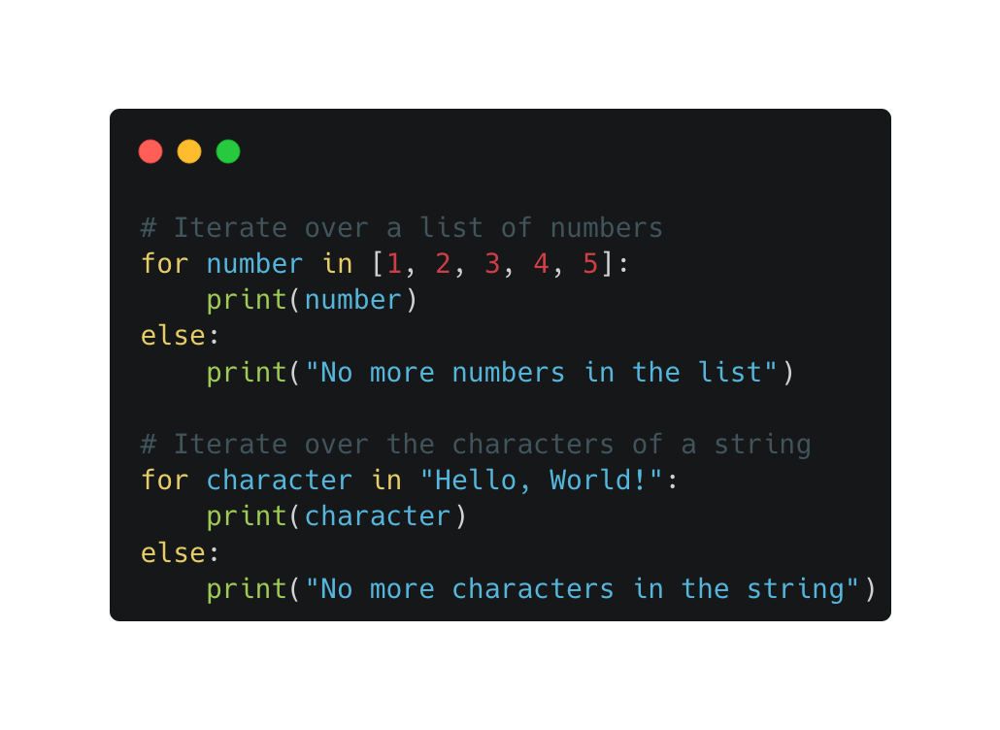 # Iterate over a list of numbers
for number in [1, 2, 3, 4, 5]:
    print(number)
else:
    print("No more numbers in the list")

# Iterate over the characters of a string
for character in "Hello, World!":
    print(character)
else:
    print("No more characters in the string")